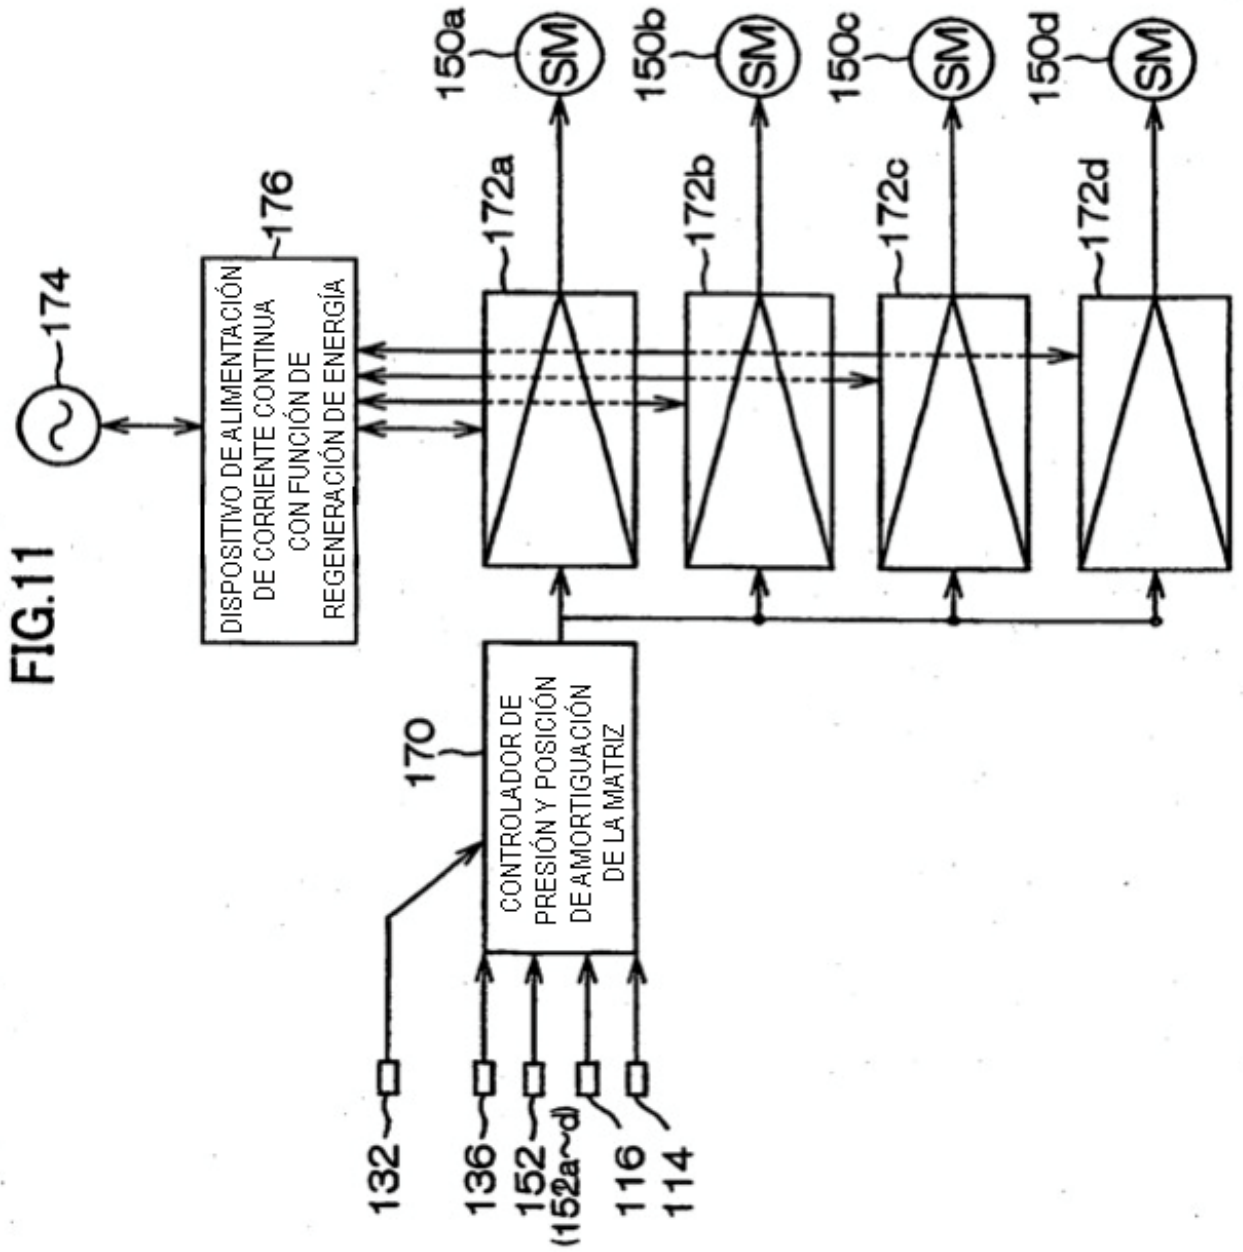 FIG.11
174
176
DISPOSITIVO DE ALIMENTACIÓN
DE CORRIENTE CONTINUA
CON FUNCIÓN DE
REGENERACIÓN DE ENERGÍA
132
170
136
152
(152a~d)
116
114
CONTROLADOR DE
PRESIÓN Y POSICIÓN
DE AMORTIGUACIÓN
DE LA MATRIZ
172a
150a
SM
172b
150b
SM
172c
150c
SM
172d
150d
SM